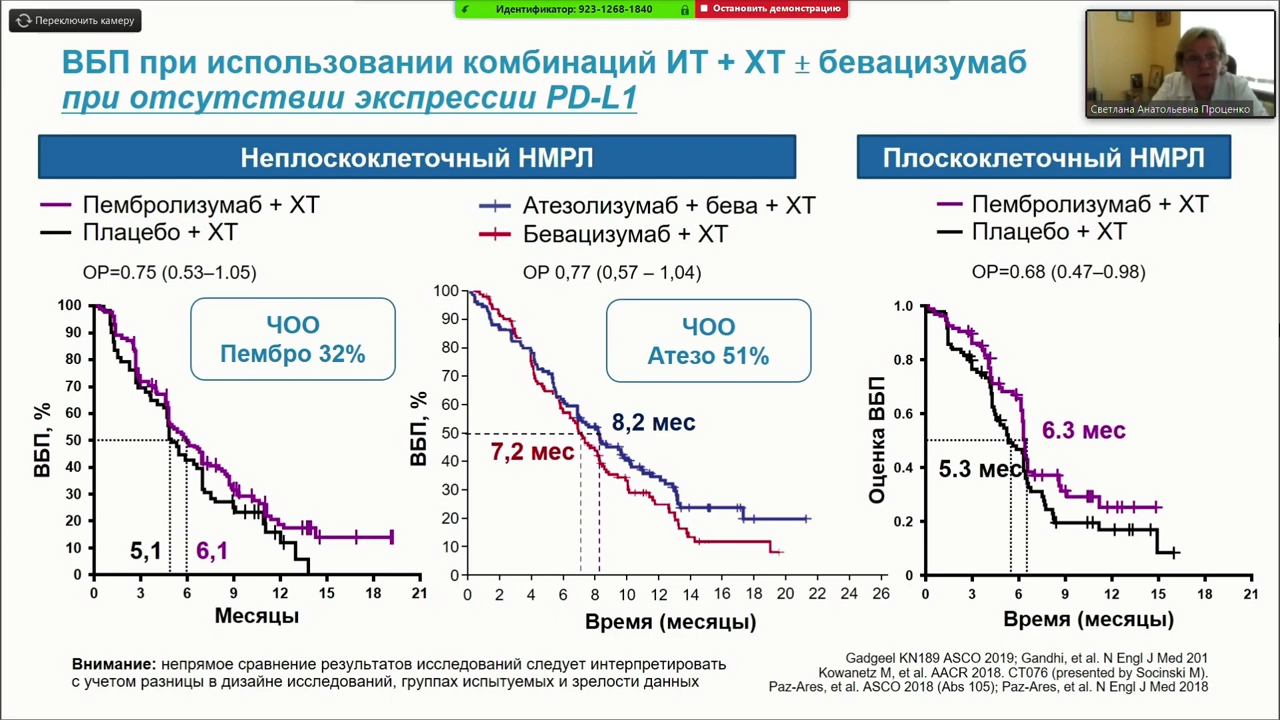 Переключить камеру
Идентификатор: 923-1268-1840
Остановить демонстрацию
Светлана Анатольевна Проценко
ВБП при использовании комбинаций ИТ + ХТ ± бевацизумаб
при отсутствии экспрессии PD-L1
Неплоскоклеточный НМРЛ
Пембролизумаб + ХТ
Плацебо + ХТ
ОР=0.75 (0.53–1.05)
ЧОО
Пембро 32%
ВБП, %
100
90
80
70
60
50
40
30
20
10
0
5,1
6,1
0 3 6 9 12 15 18 21
Месяцы
Атезолизумаб + бева + ХТ
Бевацизумаб + ХТ
ОР 0,77 (0,57 – 1,04)
ЧОО
Атезо 51%
ВБП, %
100
90
80
70
60
50
40
30
20
10
0
8,2 мес
7,2 мес
0 2 4 6 8 10 12 14 16 18 20 22 24 26
Время (месяцы)
Плоскоклеточный НМРЛ
Пембролизумаб + ХТ
Плацебо + ХТ
ОР=0.68 (0.47–0.98)
Оценка ВБП
1.0
0.8
0.6
0.4
0.2
0
6.3 мес
5.3 мес
0 3 6 9 12 15 18 21
Время (месяцы)
Внимание: непрямое сравнение результатов исследований следует интерпретировать
с учетом разницы в дизайне исследований, группах испытуемых и зрелости данных
Gadgeel KN189 ASCO 2019; Gandhi, et al. N Engl J Med 201
Kowanetz M, et al. AACR 2018. CT076 (presented by Socinski M).
Paz-Ares, et al. ASCO 2018 (Abs 105); Paz-Ares, et al. N Engl J Med 2018